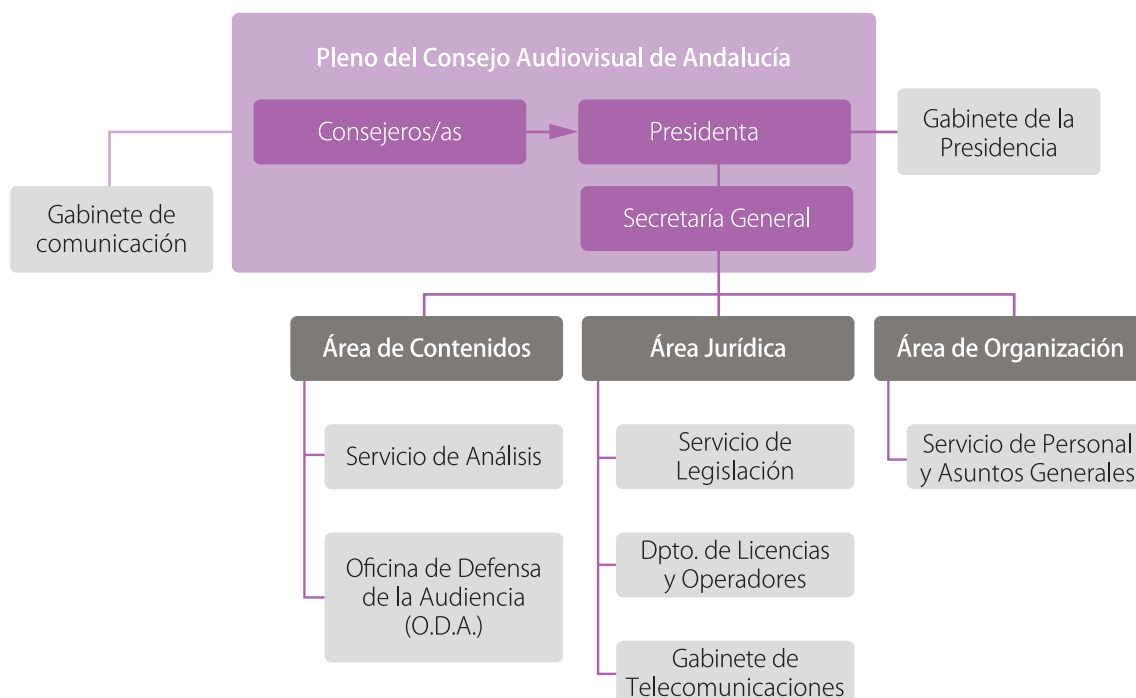 Pleno del Consejo Audiovisual de Andalucía
Consejeros/as
Presidenta
Gabinete de la
Presidencia
Gabinete de
comunicación
Secretaría General
Área de Contenidos
Área Jurídica
Área de Organización
Servicio de Análisis
Servicio de
Legislación
Servicio de Personal
y Asuntos Generales
Oficina de Defensa
de la Audiencia
(O.D.A.)
Dpto. de Licencias
y Operadores
Gabinete de
Telecomunicaciones